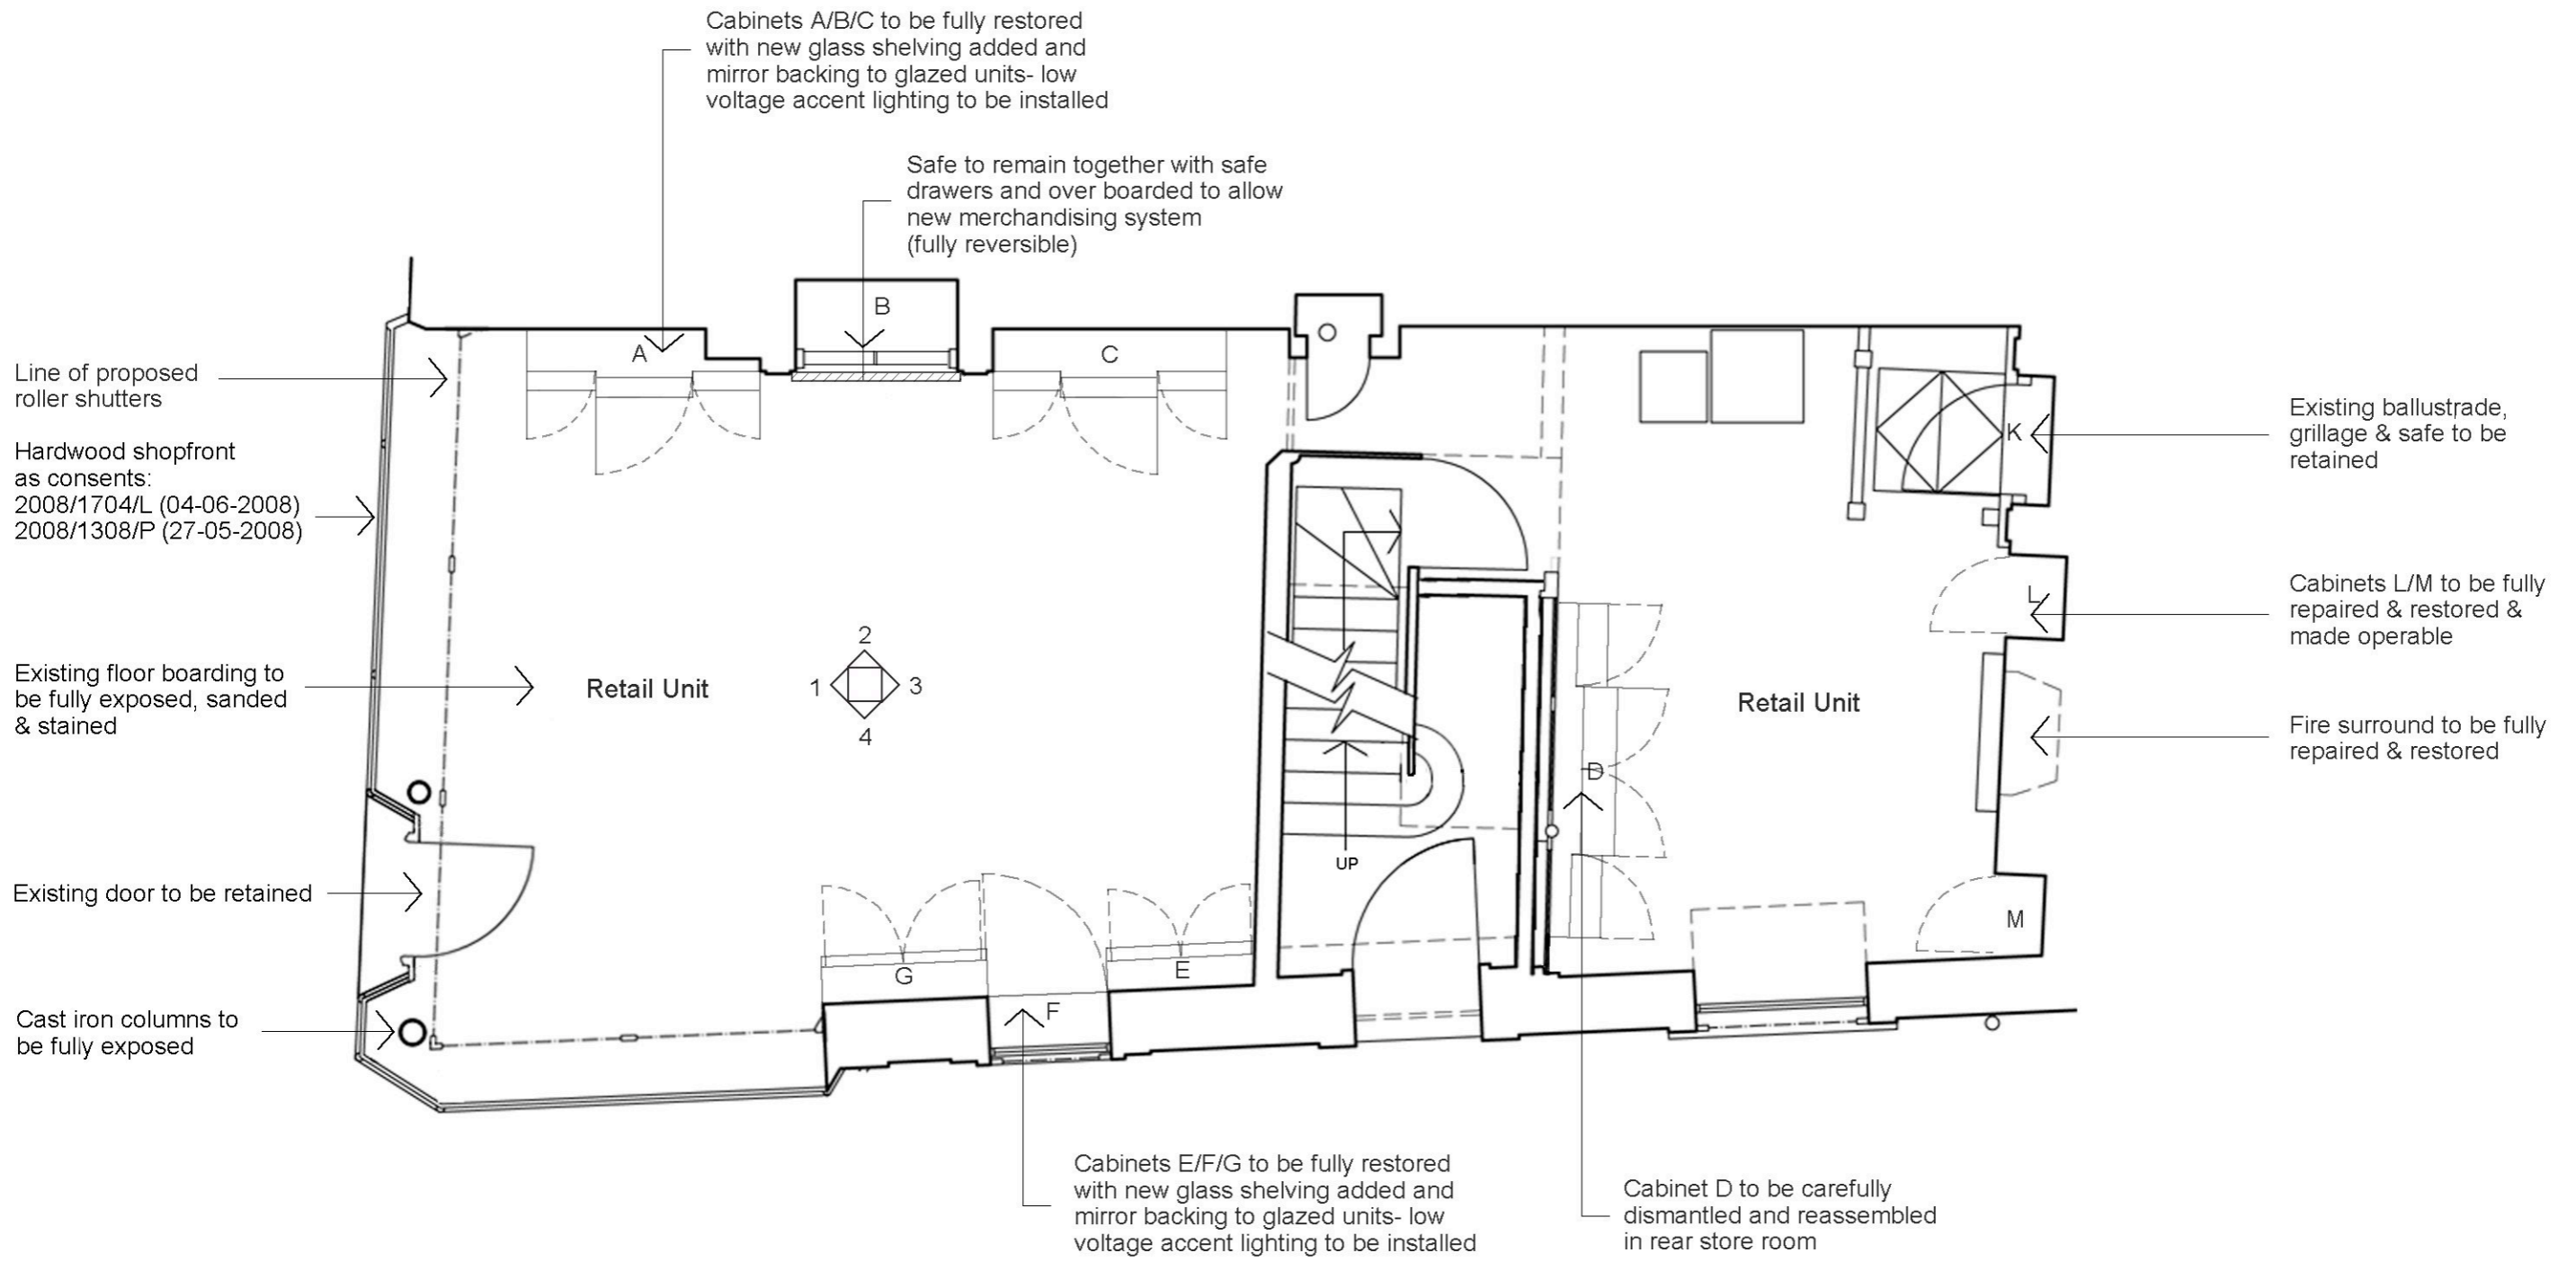 Cabinets A/B/C to be fully restored
with new glass shelving added and
mirror backing to glazed units- low
voltage accent lighting to be installed
Safe to remain together with safe
drawers and over boarded to allow
new merchandising system
(fully reversible)
B
A
C
Line of proposed
roller shutters
Hardwood shopfront
as consents:
2008/1704/L (04-06-2008)
2008/1308/P (27-05-2008)
Existing ballustrade,
grillage & safe to be
retained
K
Cabinets L/M to be fully
repaired & restored &
made operable
L
Existing floor boarding to
be fully exposed, sanded
& stained
Retail Unit
2
1
3
4
Retail Unit
Fire surround to be fully
repaired & restored
D
UP
Existing door to be retained
M
G
E
F
Cast iron columns to
be fully exposed
Cabinets E/F/G to be fully restored
with new glass shelving added and
mirror backing to glazed units- low
voltage accent lighting to be installed
Cabinet D to be carefully
dismantled and reassembled
in rear store room